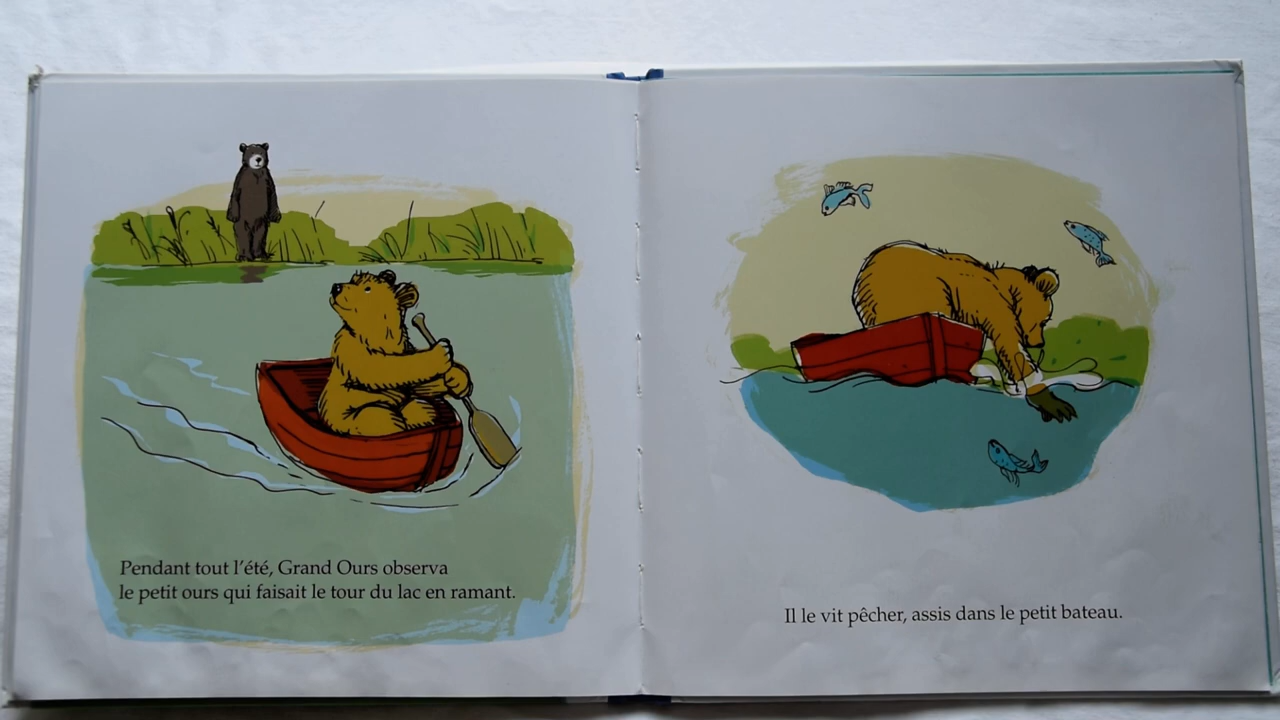 Pendant tout l'été, Grand Ours observa
le petit ours qui faisait le tour du lac en ramant.
Il le vit pêcher, assis dans le petit bateau.